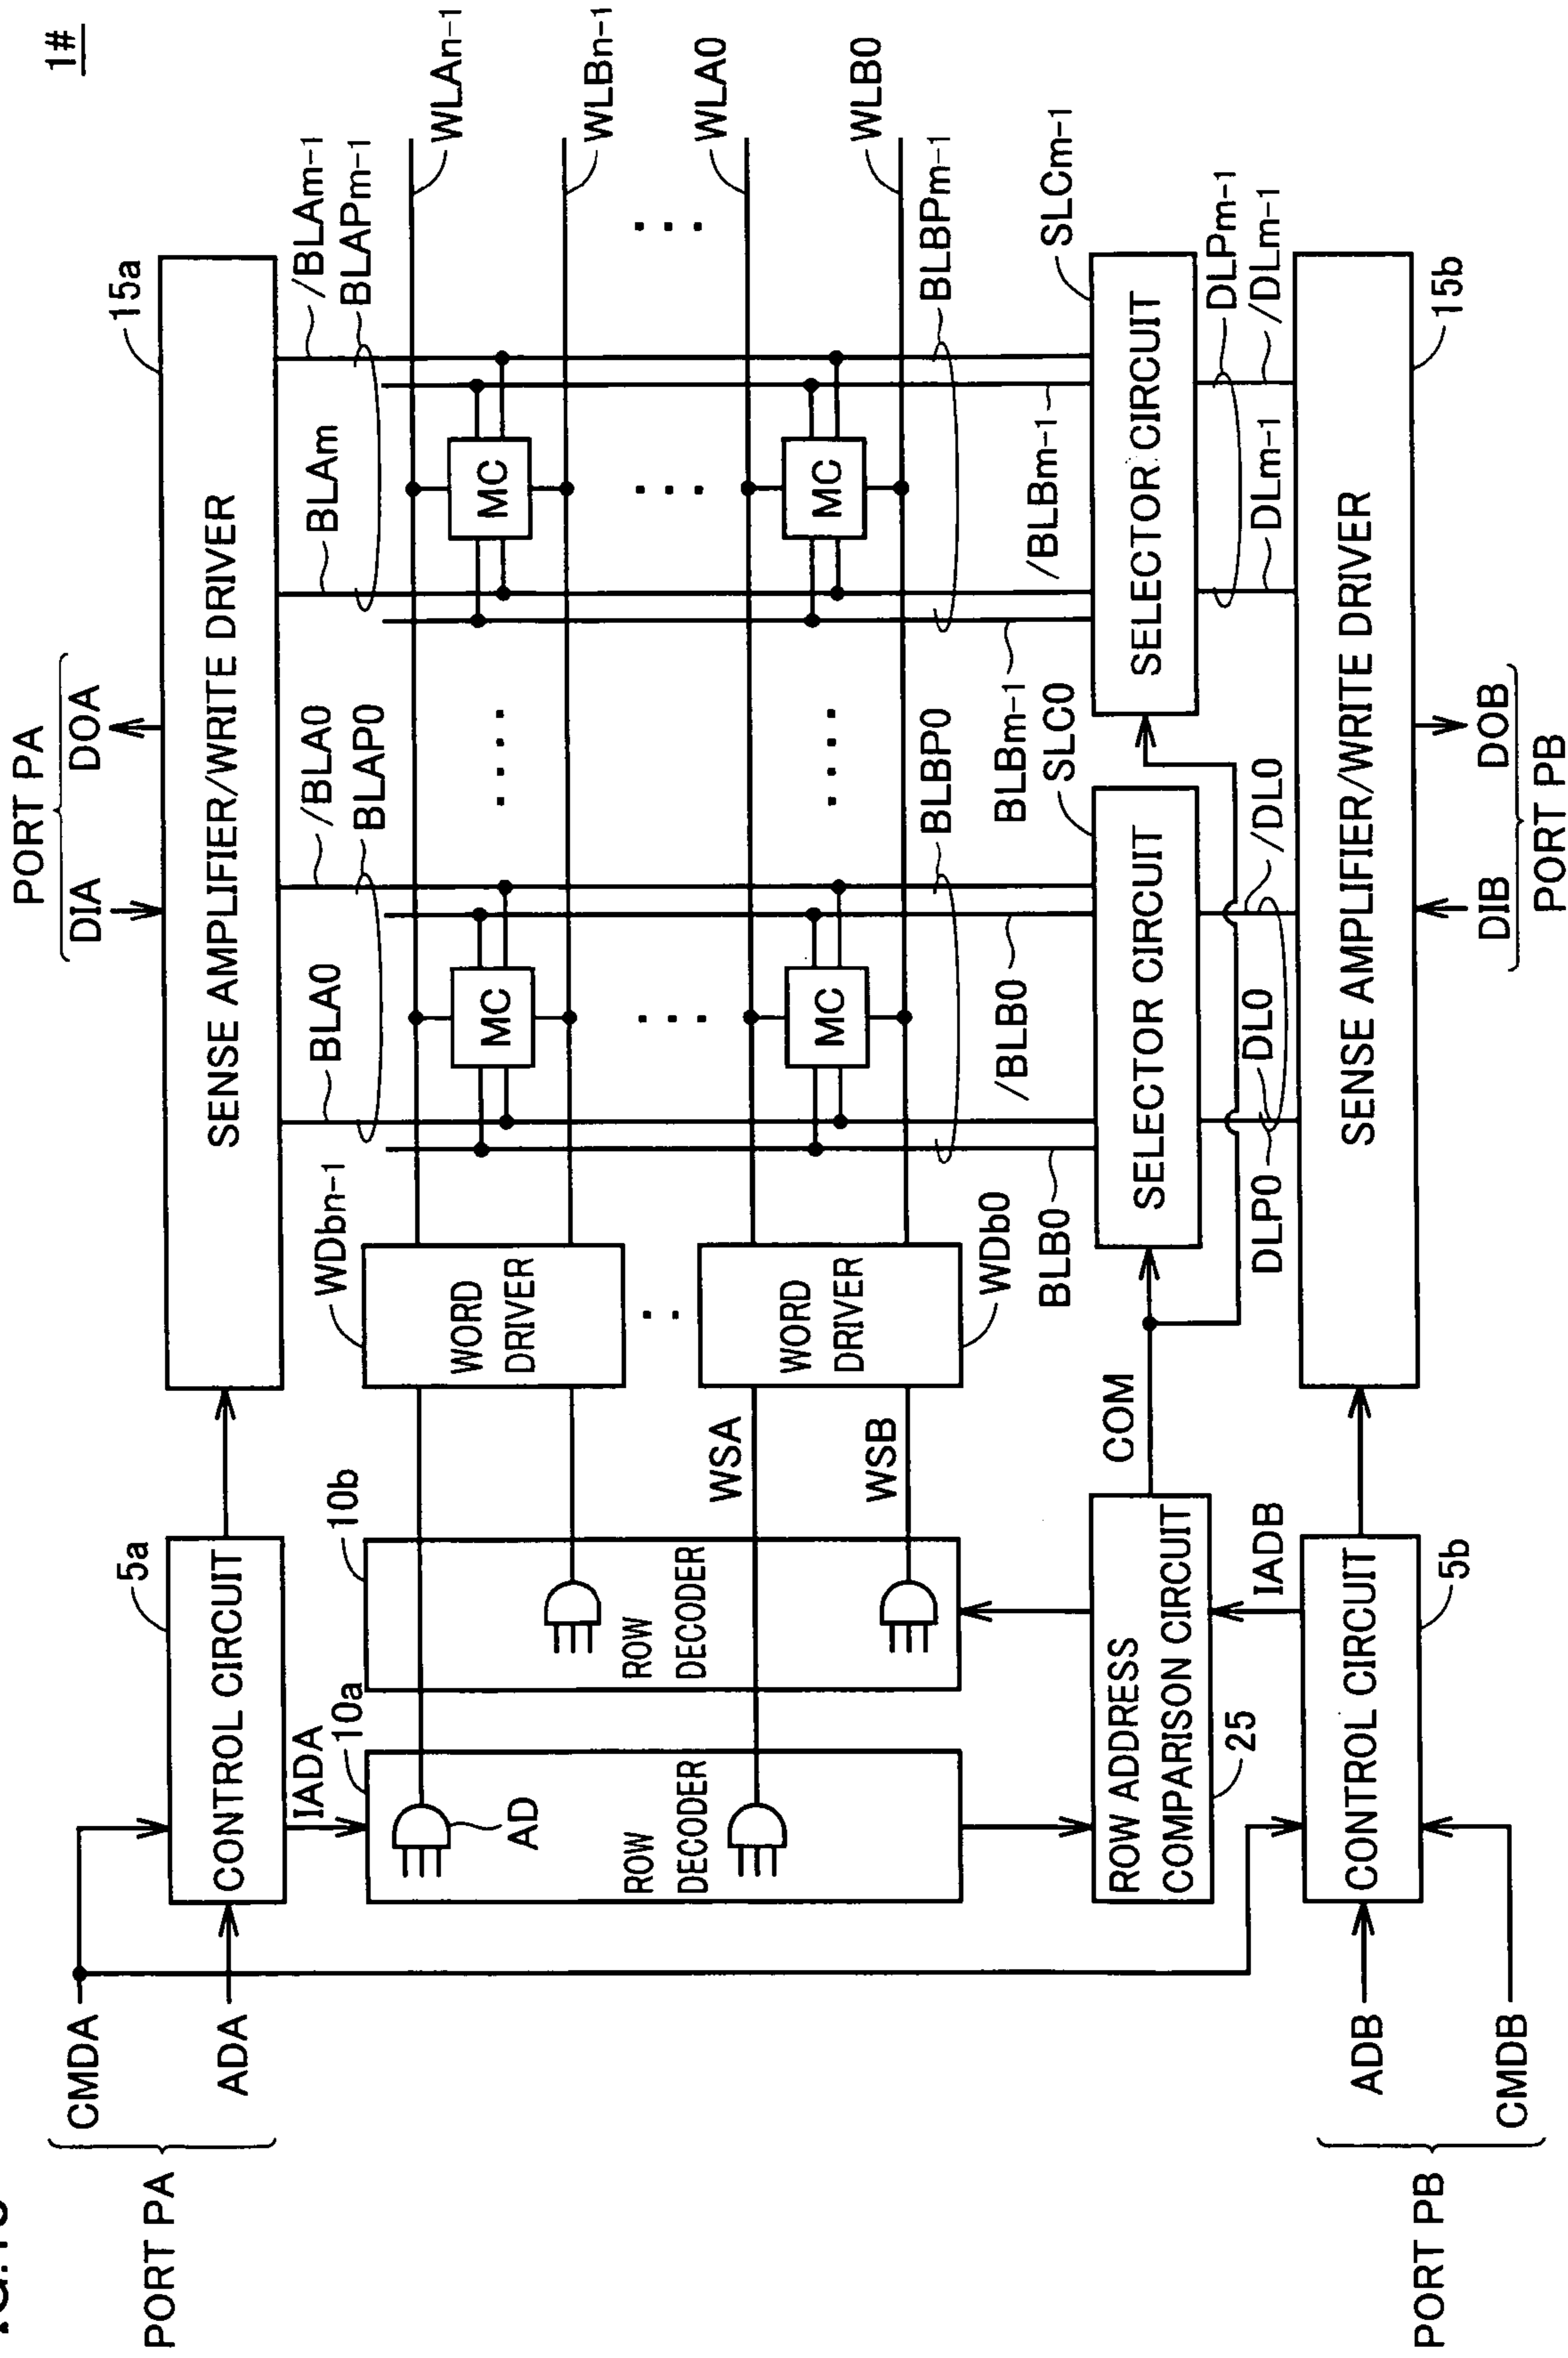 1#
PORT PA
CMDA
ADA
5a
CONTROL CIRCUIT
IADA
PORT PA
DIA
DOA
15a
SENSE AMPLIFIER/WRITE DRIVER
BLA0
/BLA0
BLAP0
BLAm
/BLAm-1
BLAPm-1
10a
AD
ROW
DECODER
10b
ROW
DECODER
WSA
WSB
WDbn-1
WORD
DRIVER
WORD
DRIVER
WDb0
MC
MC
MC
MC
WLAn-1
WLBn-1
WLA0
WLB0
BLB0
/BLB0
BLBP0
BLBm-1
/BLBm-1
BLBPm-1
ROW ADDRESS
COMPARISON CIRCUIT
25
COM
SLC0
SELECTOR CIRCUIT
SLCm-1
SELECTOR CIRCUIT
IADB
DLP0
DL0
/DL0
DLm-1
/DLm-1
DLPm-1
PORT PB
ADB
CMDB
CONTROL CIRCUIT
5b
SENSE AMPLIFIER/WRITE DRIVER
15b
DIB
DOB
PORT PB